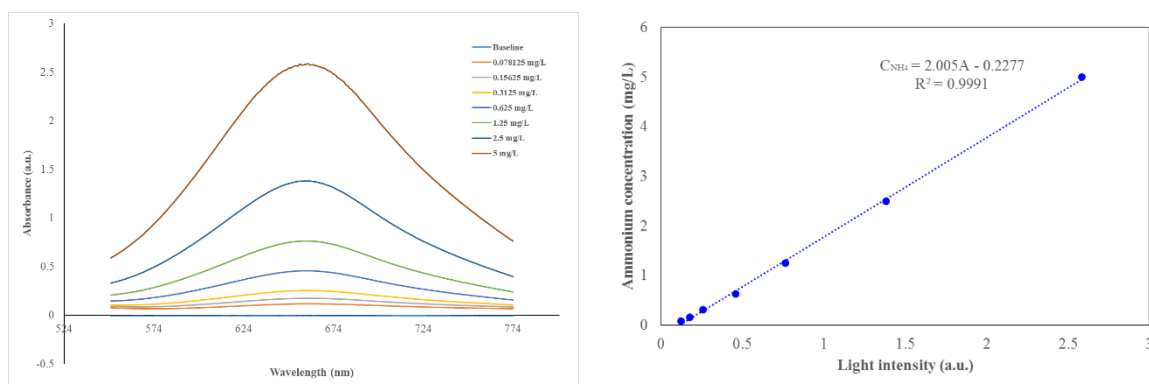 3
2.5
2
1.5
1
0.5
0
-0.5
524
574
624
674
724
774
Absorbance (a.u.)
Wavelength (nm)
Baseline
0.078125 mg/L
0.15625 mg/L
0.3125 mg/L
0.625 mg/L
1.25 mg/L
2.5 mg/L
5 mg/L
6
5
4
3
2
1
0
0
0.5
1
1.5
2
2.5
3
Ammonium concentration (mg/L)
Light intensity (a.u.)
CNH4 = 2.005A - 0.2277
R² = 0.9991